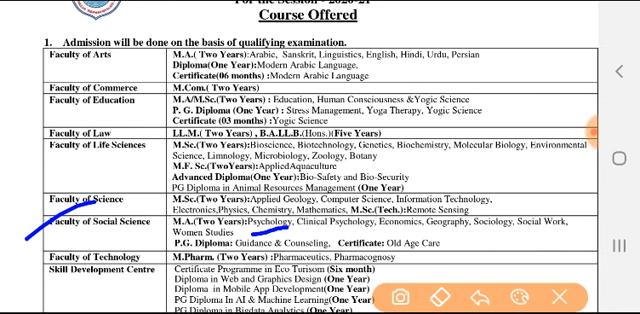 For the Session - 2020-21
Course Offered
1. Admission will be done on the basis of qualifying examination.
Faculty of Arts
M.A.( Two Years):Arabic, Sanskrit, Linguistics, English, Hindi, Urdu, Persian
Diploma(One Year):Modern Arabic Language,
Certificate(06 months) :Modern Arabic Language
Faculty of Commerce
M.Com.( Two Years)
Faculty of Education
M.A/M.Sc.(Two Years) : Education, Human Consciousness &Yogic Science
P. G. Diploma (One Year) : Stress Management, Yoga Therapy, Yogic Science
Certificate (03 months) :Yogic Science
Faculty of Law
LL.M.( Two Years) , B.A.LL.B.(Hons.)(Five Years)
Faculty of Life Sciences
M.Sc.(Two Years):Bioscience, Biotechnology, Genetics, Biochemistry, Molecular Biology, Environmental
Science, Limnology, Microbiology, Zoology, Botany
M.F. Sc.(TwoYears):AppliedAquaculture
Advanced Diploma(One Year):Bio-Safety and Bio-Security
PG Diploma in Animal Resources Management (One Year)
Faculty of Science
M.Sc.(Two Years):Applied Geology, Computer Science, Information Technology,
Electronics,Physics, Chemistry, Mathematics, M.Sc.(Tech.):Remote Sensing
Faculty of Social Science
M.A.(Two Years):Psychology, Clinical Psychology, Economics, Geography, Sociology, Social Work,
Women Studies
P.G. Diploma: Guidance & Counseling, Certificate: Old Age Care
Faculty of Technology
M.Pharm. (Two Years) :Pharmaceutics, Pharmacognosy
Skill Development Centre
Certificate Programme in Eco Turisom (Six month)
Diploma in Web and Graphics Design (One Year)
Diploma in Mobile App Development(One Year)
PG Diploma In AI & Machine Learning(One Year)
PG Diploma in Bigdata Analytics (One Year)